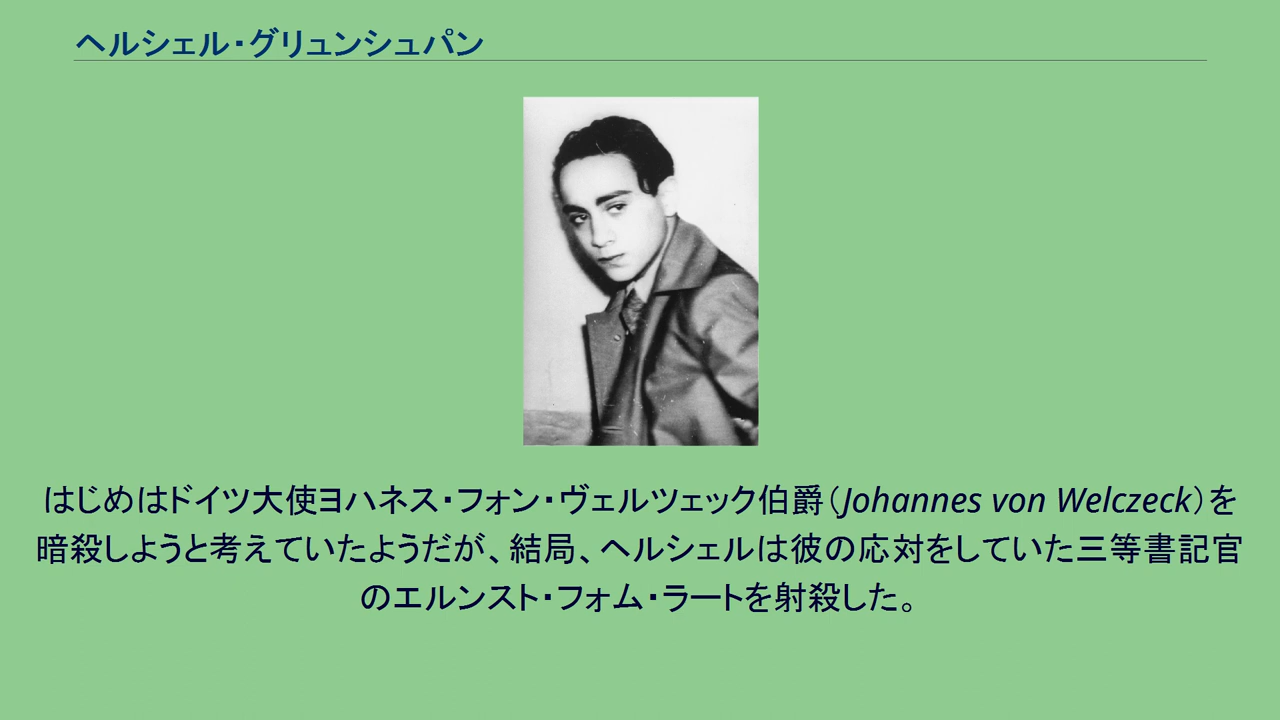 ヘルシェル・グリュンシュパン
はじめはドイツ大使ヨハネス・フォン・ヴェルツェック伯爵（Johannes von Welczeck）を
暗殺しようと考えていたようだが、結局、ヘルシェルは彼の応対をしていた三等書記官
のエルンスト・フォム・ラートを射殺した。